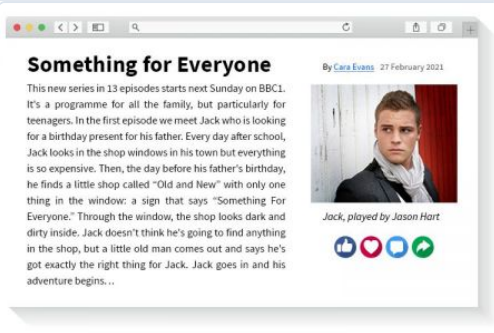 Something for Everyone
By Cara Evans 27 February 2021
This new series in 13 episodes starts next Sunday on BBC1.
It's a programme for all the family, but particularly for
teenagers. In the first episode we meet Jack who is looking
for a birthday present for his father. Every day after school,
Jack looks in the shop windows in his town but everything
is so expensive. Then, the day before his father's birthday,
he finds a little shop called "Old and New" with only one
thing in the window: a sign that says "Something For
Everyone." Through the window, the shop looks dark and
dirty inside. Jack doesn't think he's going to find anything
in the shop, but a little old man comes out and says he's
got exactly the right thing for Jack. Jack goes in and his
adventure begins...
Jack, played by Jason Hart